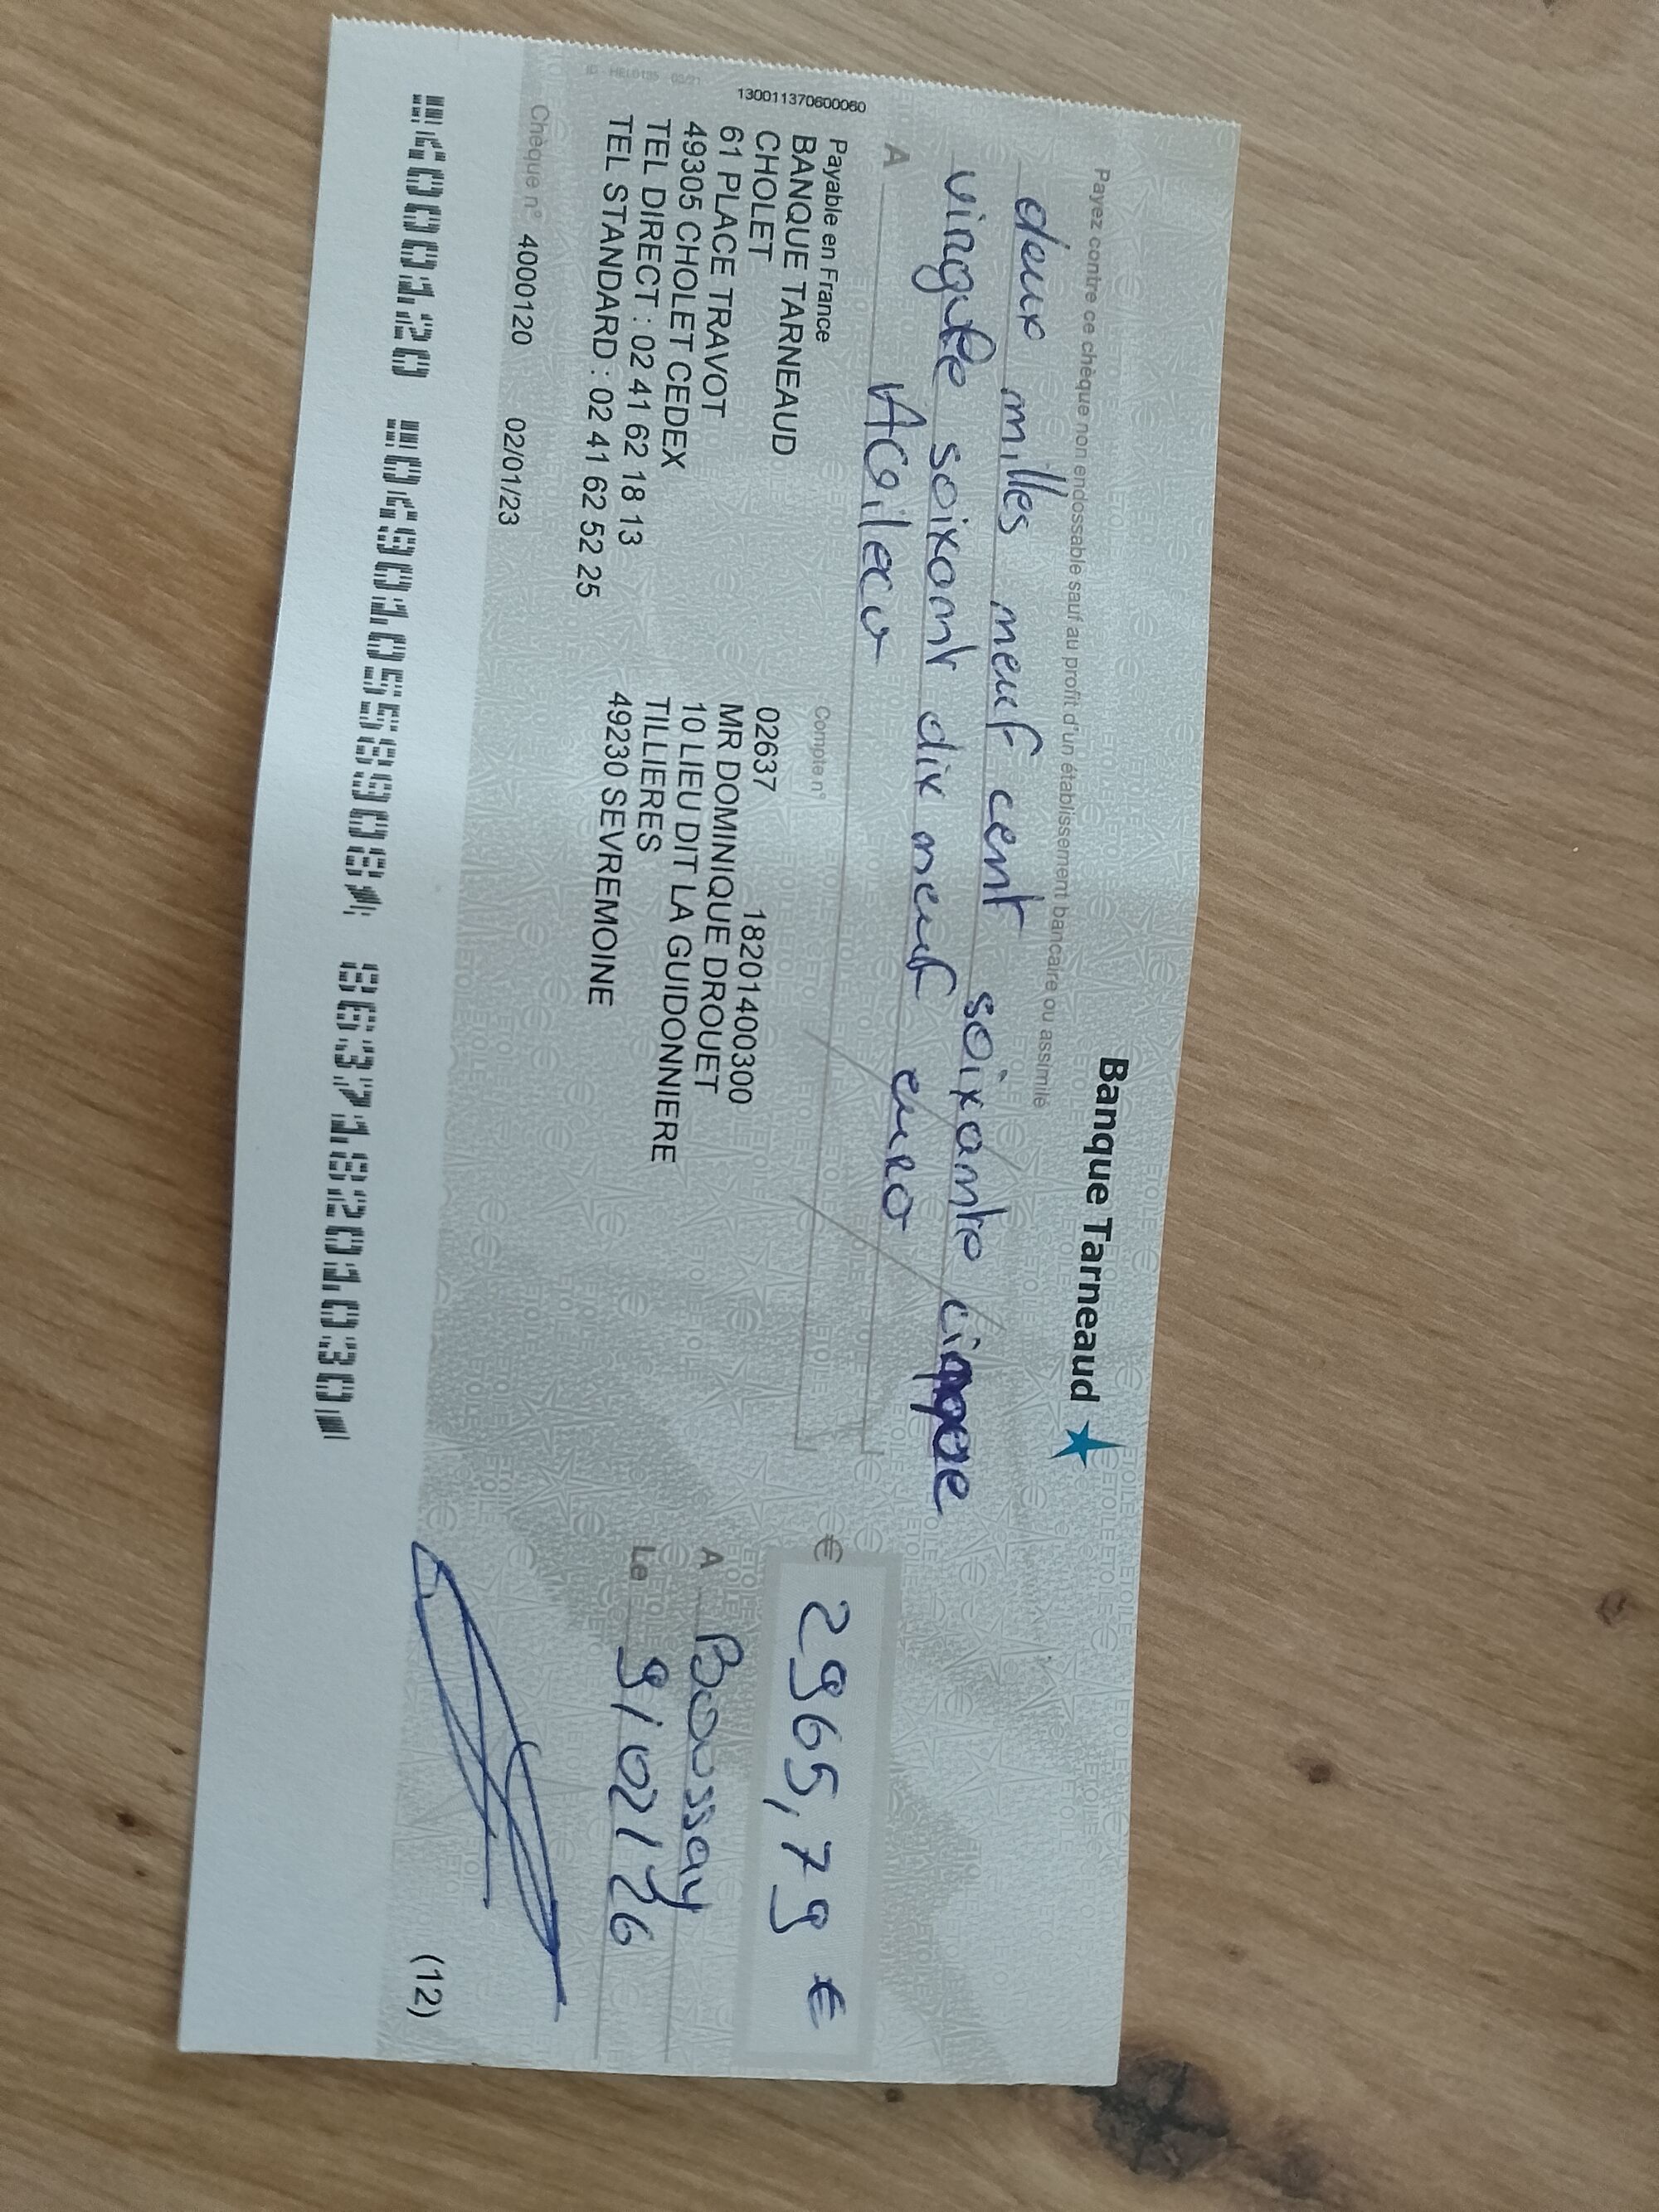 Banque Tarneaud
Payez contre ce chèque non endossable sauf au profit d'un établissement bancaire ou assimilé
deux milles neuf cent soixante
virgule soixant dix neuf euro
A
€ 2965,79 €
130011370600060
Payable en France
BANQUE TARNEAUD
CHOLET
61 PLACE TRAVOT
49305 CHOLET CEDEX
TEL DIRECT : 02 41 62 18 13
TEL STANDARD : 02 41 62 52 25
Compte n°
02637 18201400300
MR DOMINIQUE DROUET
10 LIEU DIT LA GUIDONNIERE
TILLIERES
49230 SEVREMOINE
A Boussay
Le 9/02/26
Chèque n° 4000120 02/01/23
(12)